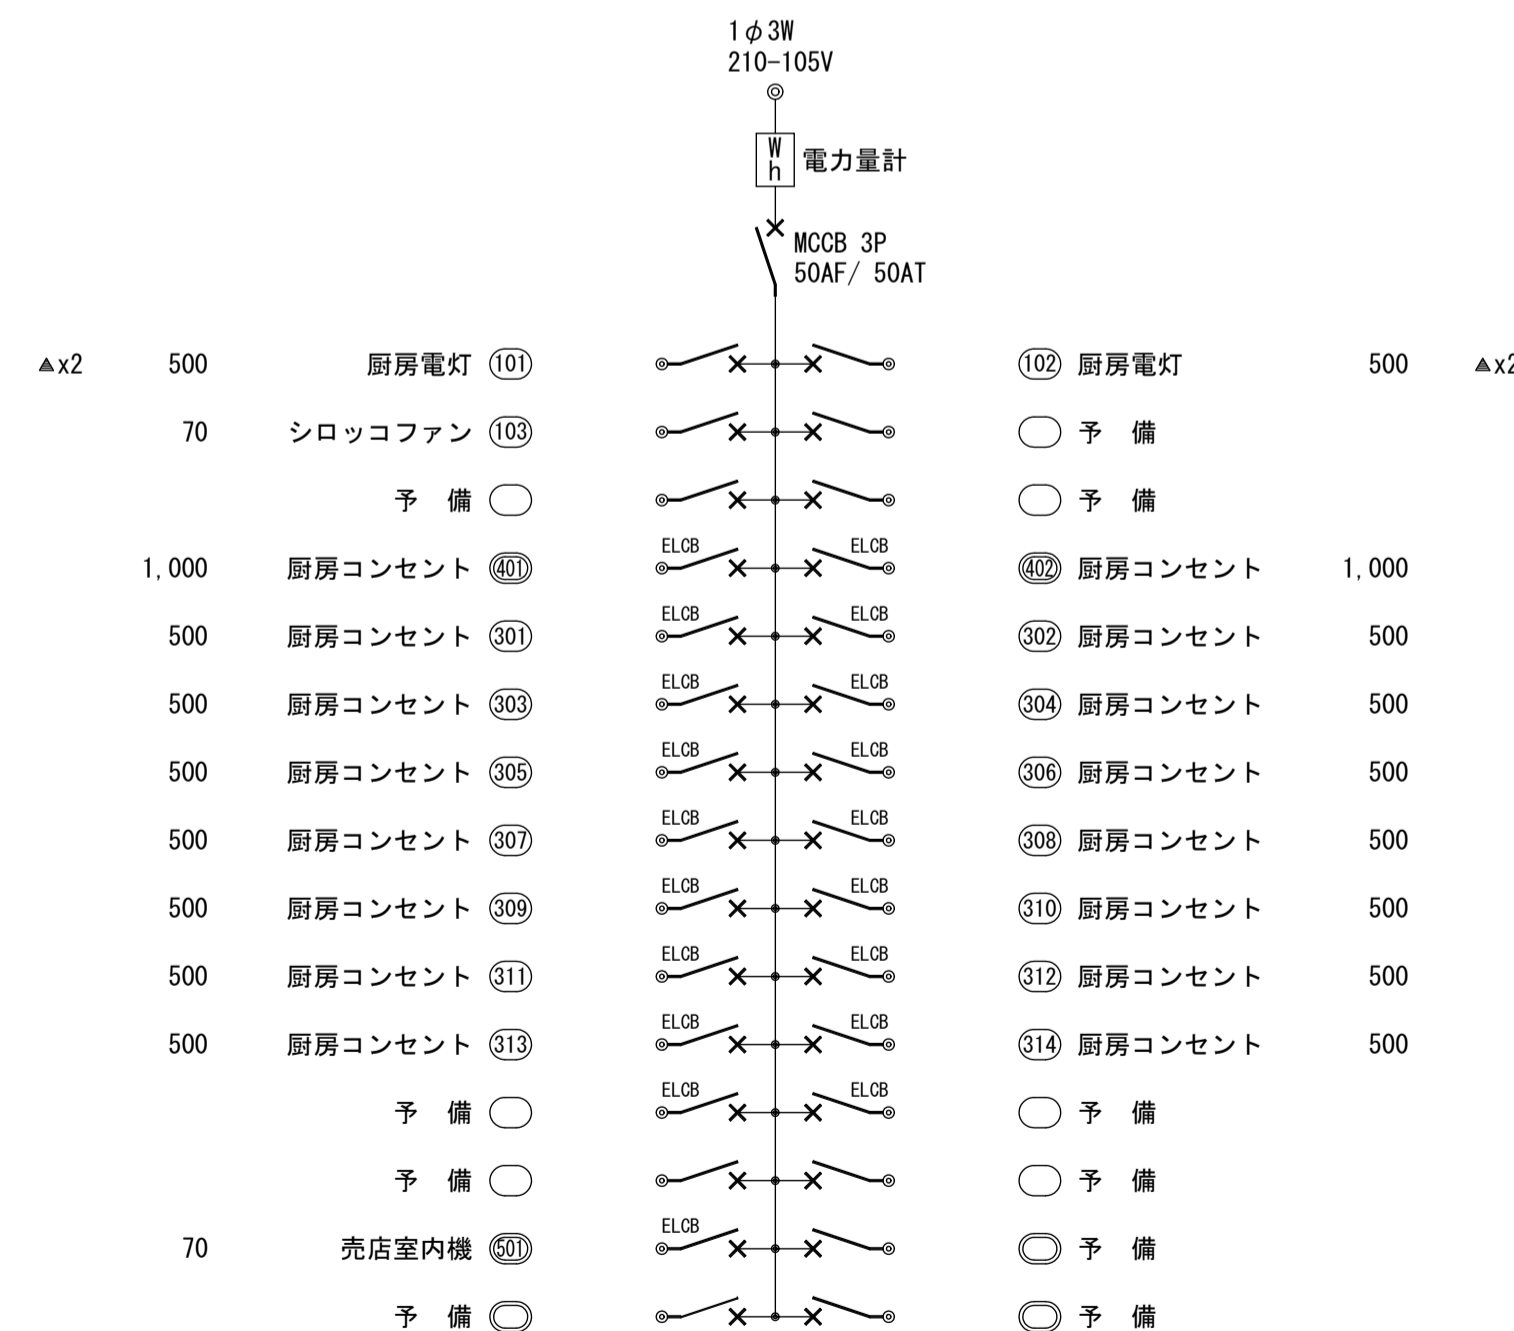 1φ3W
210-105V
Wh 電力量計
MCCB 3P
50AF/ 50AT
▲x2 500 厨房電灯 101 102 厨房電灯 500 ▲x2
70 シロッコファン 103 予 備
予 備 予 備
1,000 厨房コンセント 401 ELCB ELCB 402 厨房コンセント 1,000
500 厨房コンセント 301 ELCB ELCB 302 厨房コンセント 500
500 厨房コンセント 303 ELCB ELCB 304 厨房コンセント 500
500 厨房コンセント 305 ELCB ELCB 306 厨房コンセント 500
500 厨房コンセント 307 ELCB ELCB 308 厨房コンセント 500
500 厨房コンセント 309 ELCB ELCB 310 厨房コンセント 500
500 厨房コンセント 311 ELCB ELCB 312 厨房コンセント 500
500 厨房コンセント 313 ELCB ELCB 314 厨房コンセント 500
予 備 ELCB ELCB 予 備
予 備 予 備
70 売店室内機 501 ELCB 予 備
予 備 予 備